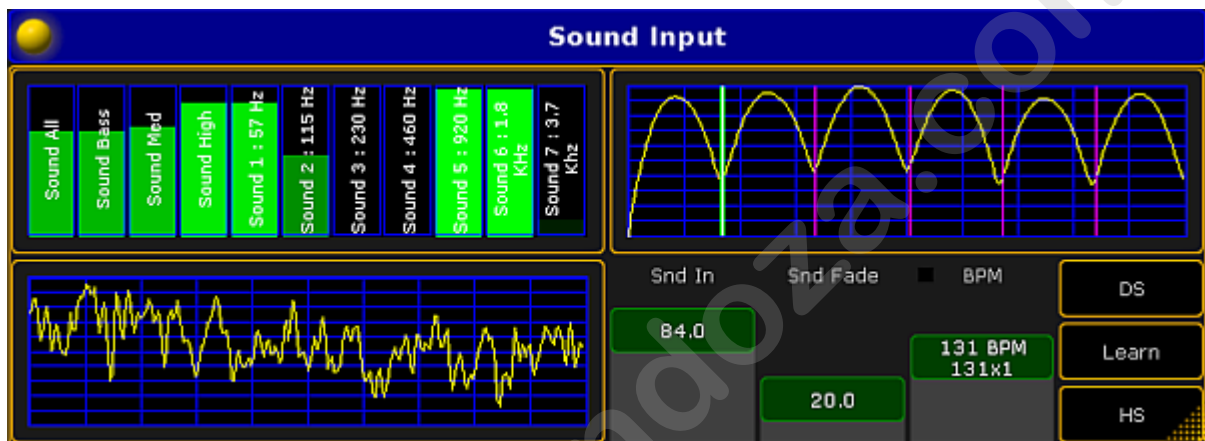 Sound Input
Sound All
Sound Bass
Sound Med
Sound High
Sound 1 : 57 Hz
Sound 2 : 115 Hz
Sound 3 : 230 Hz
Sound 4 : 460 Hz
Sound 5 : 920 Hz
Sound 6 : 1.8
KHz
Sound 7 : 3.7
Khz
Snd In
Snd Fade
BPM
DS
84.0
131 BPM
131x1
Learn
20.0
HS